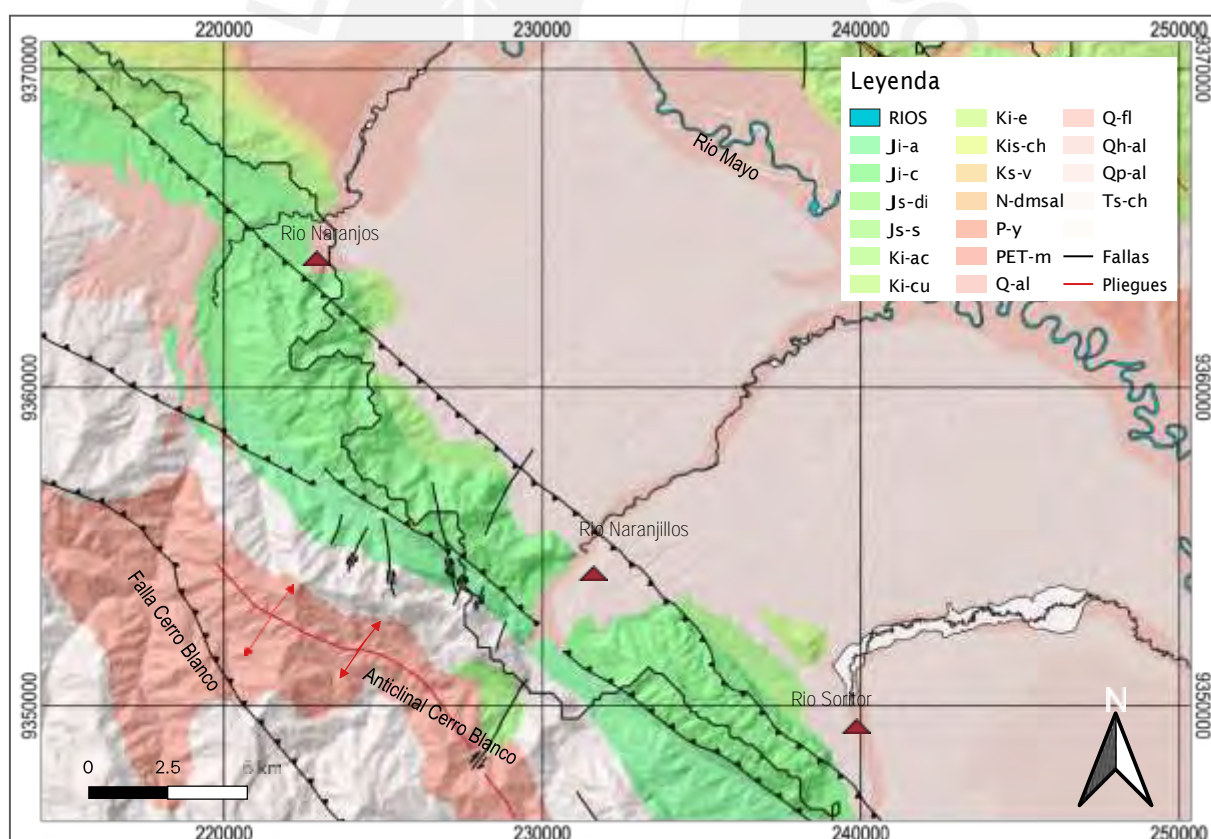 220000 230000 240000 250000
9370000
9370000
Leyenda
RIOS
Ji-a
Ji-c
Js-di
Js-s
Ki-ac
Ki-cu
Ki-e
Kis-ch
Ks-v
N-dmsal
P-y
PET-m
Q-al
Q-fl
Qh-al
Qp-al
Ts-ch
Fallas
Pliegues
Rio Mayo
Rio Naranjos
9360000
9360000
Rio Naranjillos
Falla Cerro Blanco
Anticlinal Cerro Blanco
Rio Soritor
9350000
9350000
N
0 2.5 5 km
220000 230000 240000 250000